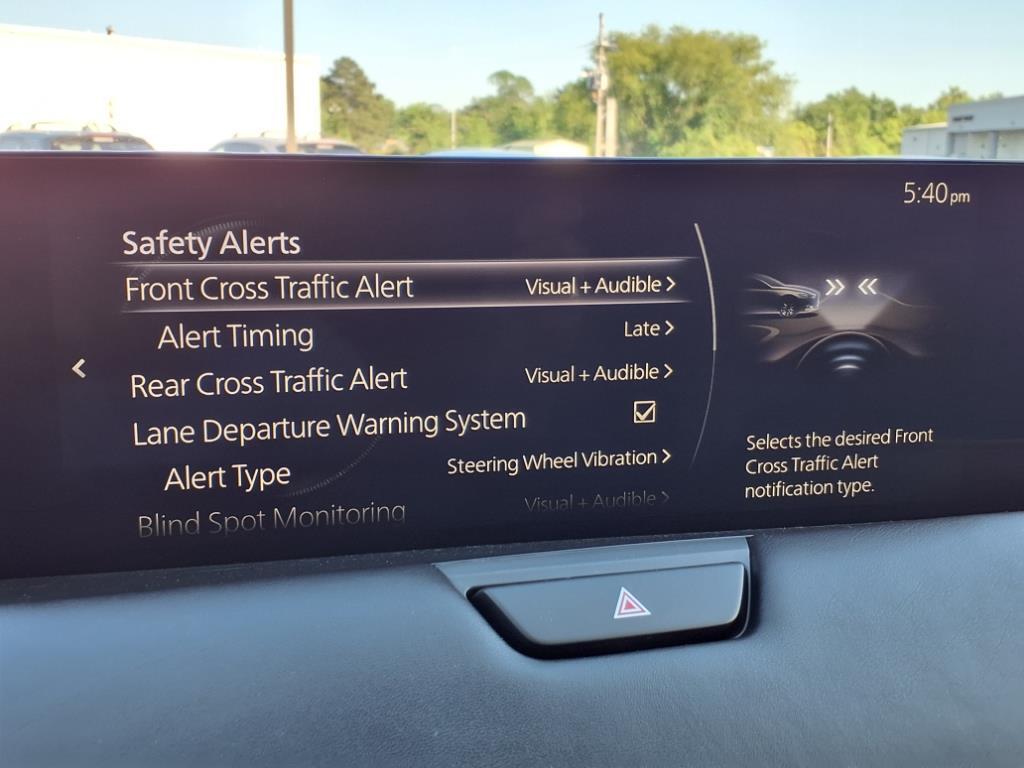 5:40 pm
Safety Alerts
Front Cross Traffic Alert Visual + Audible
Alert Timing Late
Rear Cross Traffic Alert Visual + Audible
Lane Departure Warning System
Alert Type Steering Wheel Vibration
Blind Spot Monitoring Visual + Audible
Selects the desired Front
Cross Traffic Alert
notification type.